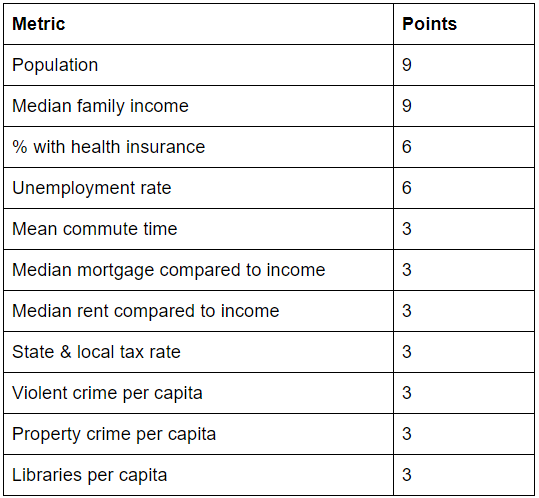 Metric Points
Population 9
Median family income 9
% with health insurance 6
Unemployment rate 6
Mean commute time 3
Median mortgage compared to income 3
Median rent compared to income 3
State & local tax rate 3
Violent crime per capita 3
Property crime per capita 3
Libraries per capita 3